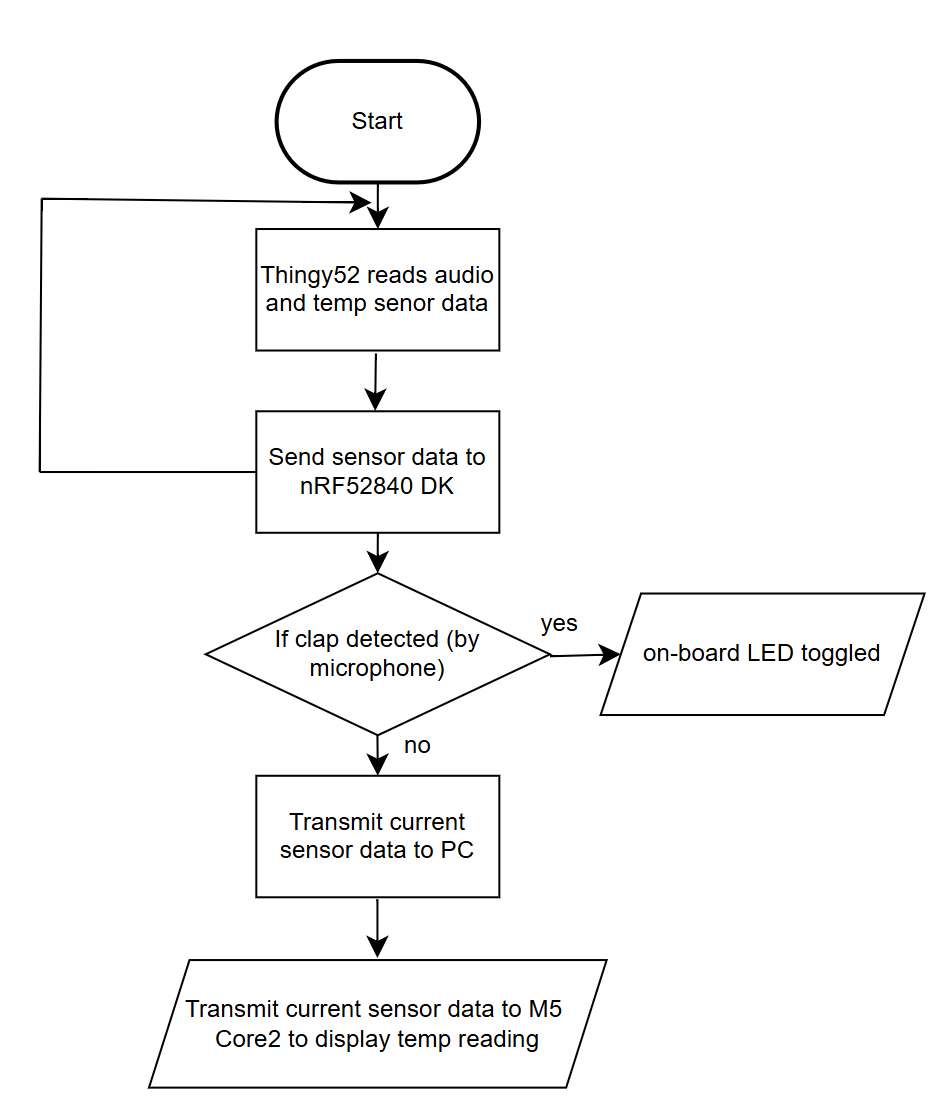 Start
Thingy52 reads audio
and temp senor data
Send sensor data to
nRF52840 DK
If clap detected (by
microphone)
yes
on-board LED toggled
no
Transmit current
sensor data to PC
Transmit current sensor data to M5
Core2 to display temp reading